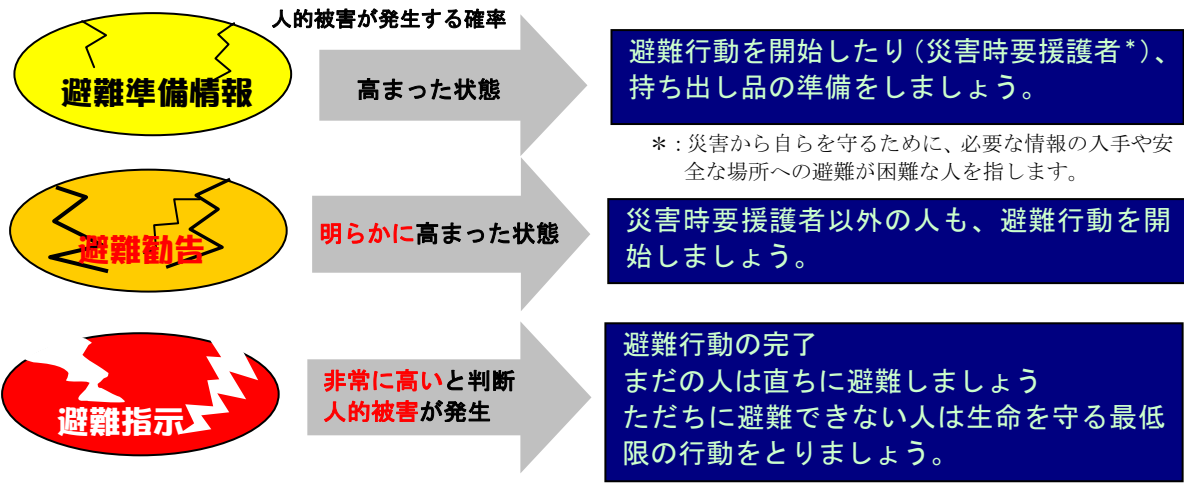 人的被害が発生する確率
避難準備情報
高まった状態
避難行動を開始したり(災害時要援護者*)、
持ち出し品の準備をしましょう。
*:災害から自らを守るために、必要な情報の入手や安
全な場所への避難が困難な人を指します。
避難勧告
明らかに高まった状態
災害時要援護者以外の人も、避難行動を開
始しましょう。
避難指示
非常に高いと判断
人的被害が発生
避難行動の完了
まだの人は直ちに避難しましょう
ただちに避難できない人は生命を守る最低
限の行動をとりましょう。